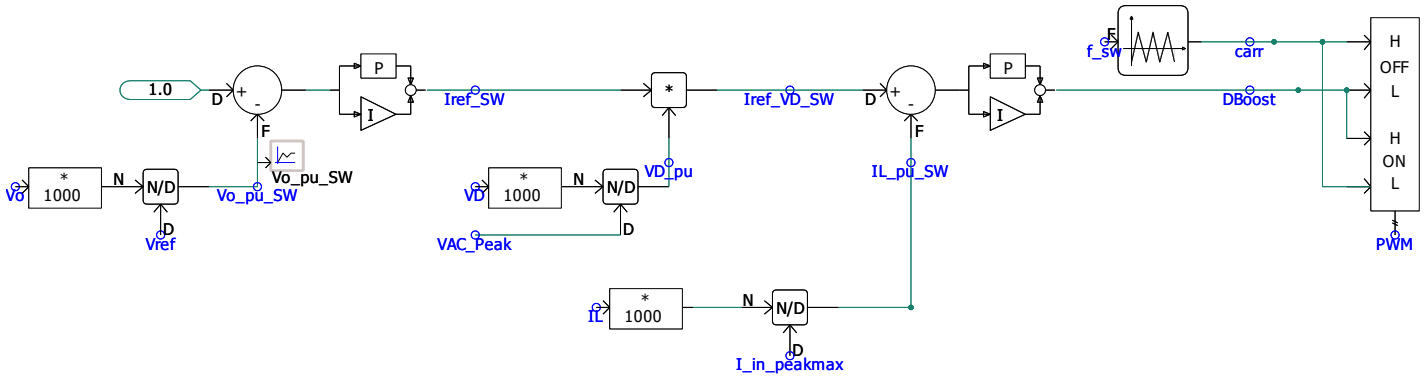 f_sw
F
carr
H
OFF
L
H
ON
L
PWM
1.0
D
+
-
F
P
I
Iref_SW
*
Iref_VD_SW
D
+
-
F
P
I
DBoost
Vo
*
1000
N
N/D
D
Vref
Vo_pu_SW
Vo_pu_SW
VD
*
1000
N
N/D
D
VAC_Peak
VD_pu
IL_pu_SW
IL
*
1000
N
N/D
D
I_in_peakmax